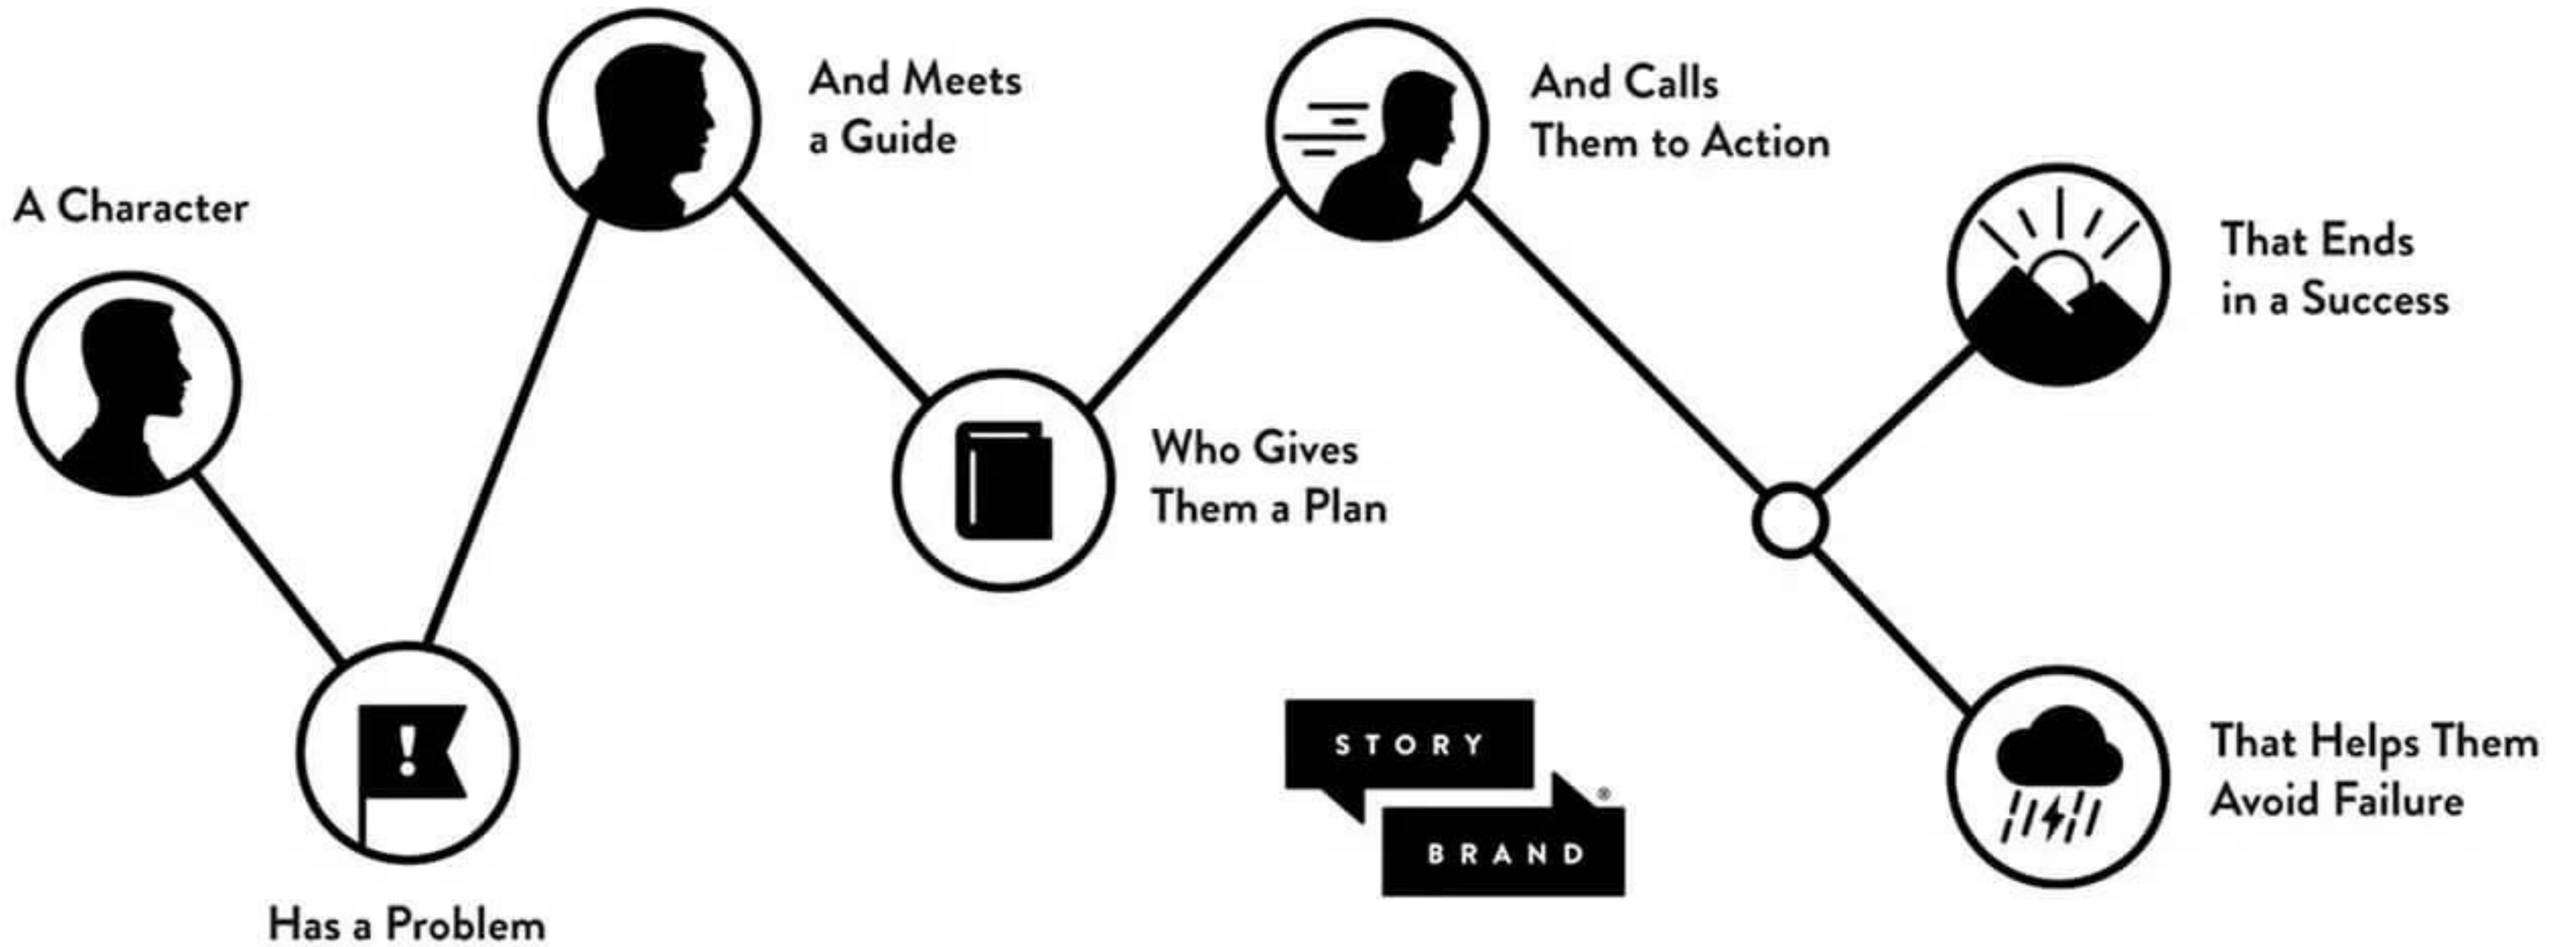 A Character
Has a Problem
And Meets
a Guide
Who Gives
Them a Plan
And Calls
Them to Action
That Ends
in a Success
That Helps Them
Avoid Failure
!
STORY
®
BRAND